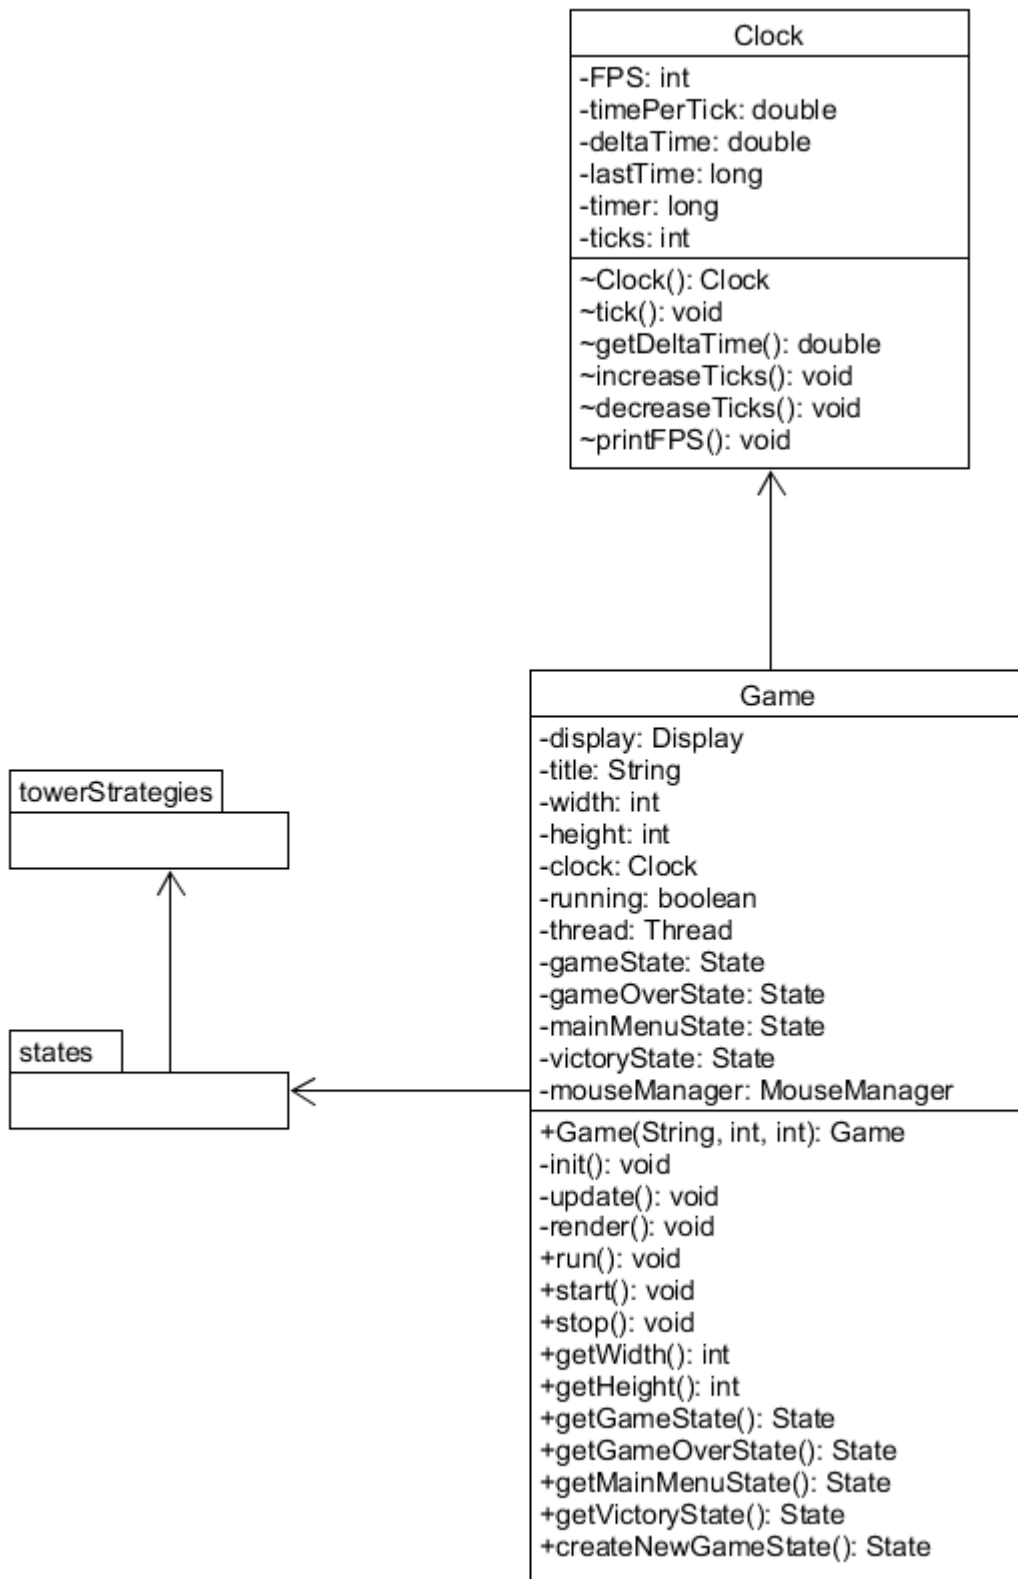 Clock
-FPS: int
-timePerTick: double
-deltaTime: double
-lastTime: long
-timer: long
-ticks: int
~Clock(): Clock
~tick(): void
~getDeltaTime(): double
~increaseTicks(): void
~decreaseTicks(): void
~printFPS(): void
Game
-display: Display
-title: String
-width: int
-height: int
-clock: Clock
-running: boolean
-thread: Thread
-gameState: State
-gameOverState: State
-mainMenuState: State
-victoryState: State
-mouseManager: MouseManager
+Game(String, int, int): Game
-init(): void
-update(): void
-render(): void
+run(): void
+start(): void
+stop(): void
+getWidth(): int
+getHeight(): int
+getGameState(): State
+getGameOverState(): State
+getMainMenuState(): State
+getVictoryState(): State
+createNewGameState(): State
towerStrategies
states